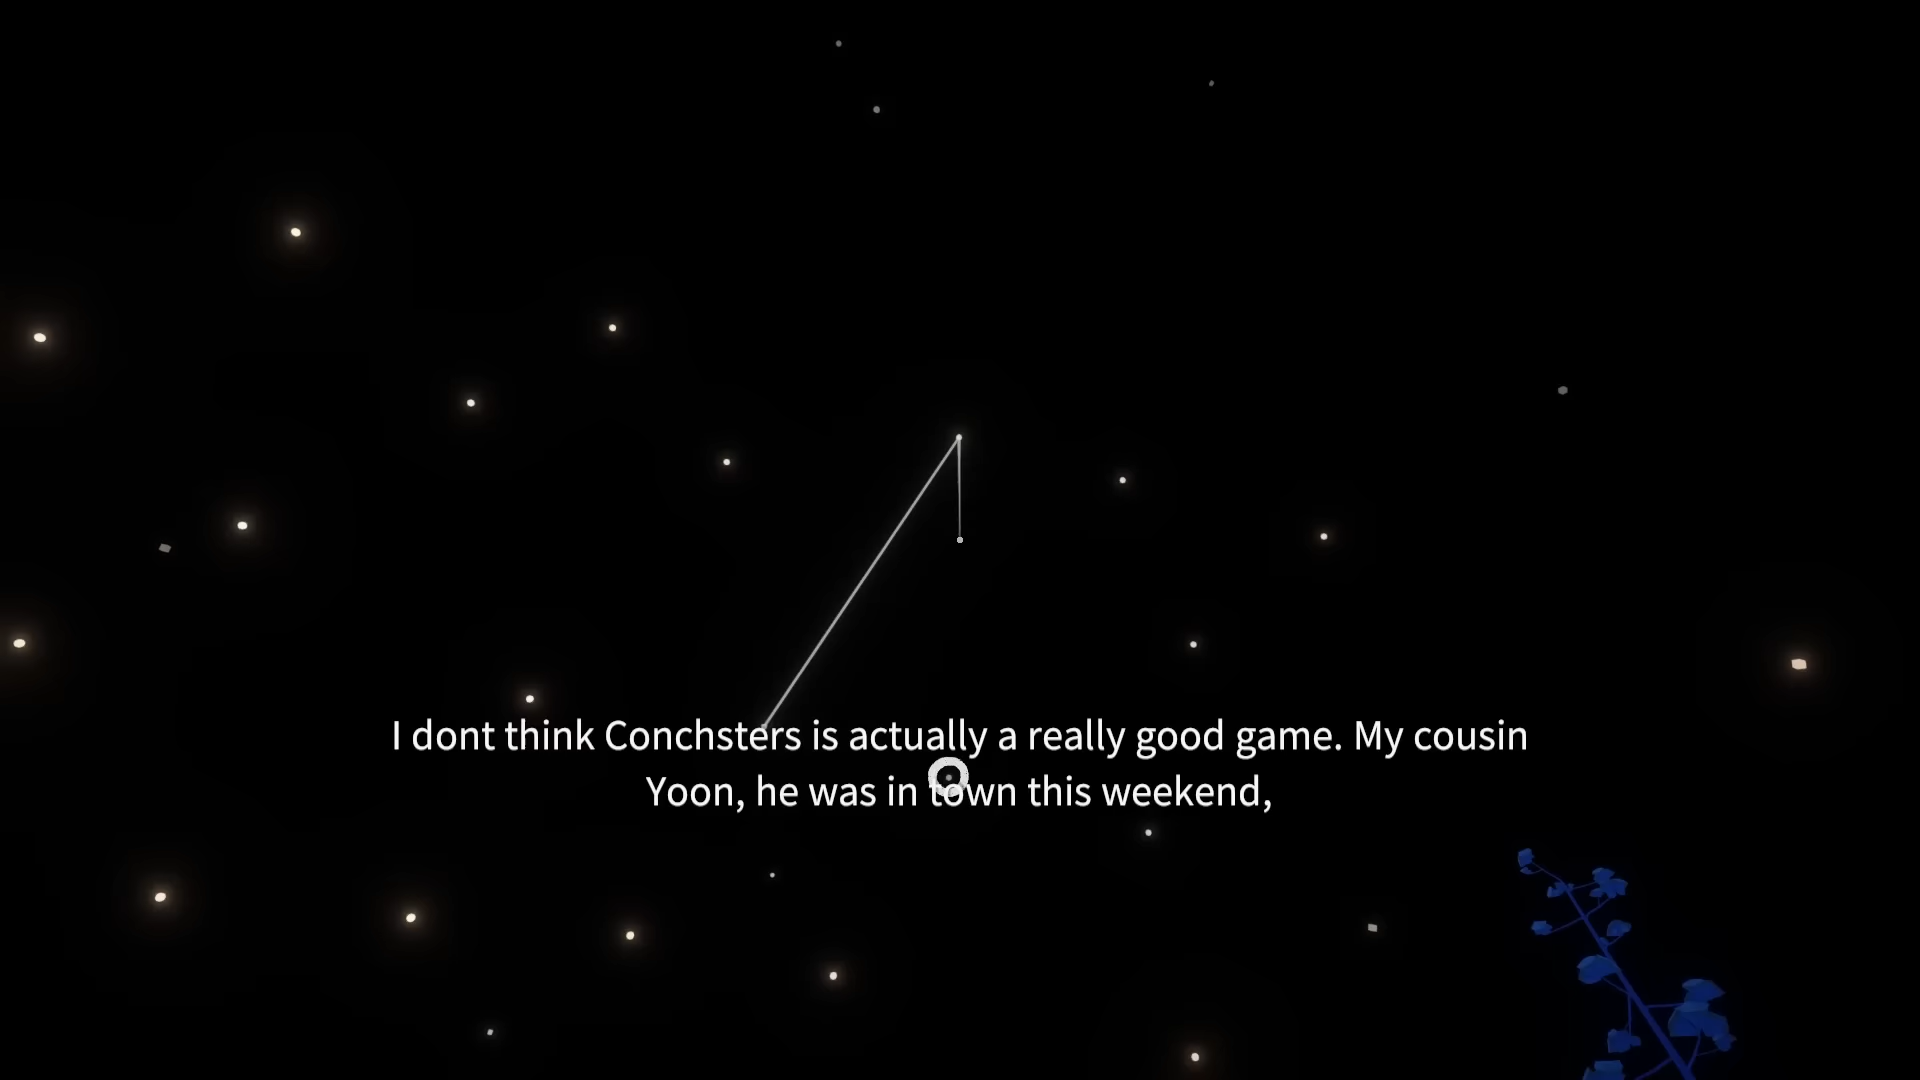 I dont think Conchsters is actually a really good game. My cousin
Yoon, he was in town this weekend,